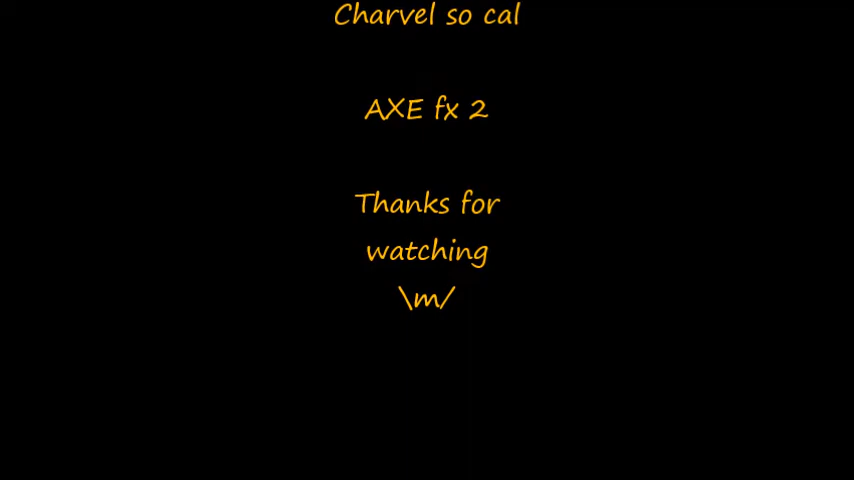 Charvel so cal
AXE fx 2
Thanks for
watching
\m/